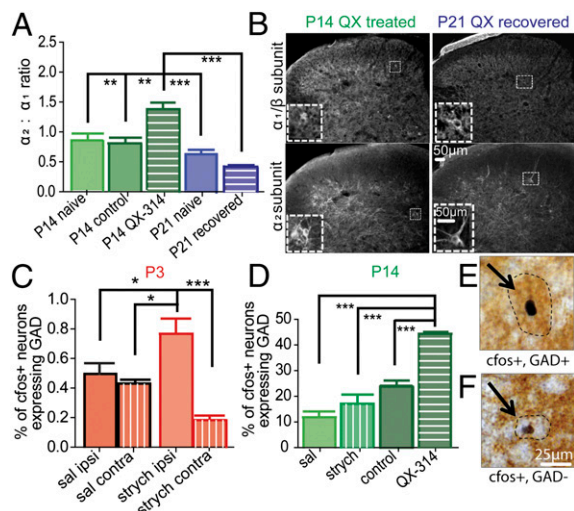 A
α₂ : α₁ ratio
2.0
1.5
1.0
0.5
0.0
**
**
***
***
P14 naive
P14 control
P14 QX-314
P21 naive
P21 recovered
B
P14 QX treated
P21 QX recovered
α₁/β subunit
α₂subunit
50µm
50µm
C
P3
% of cfos+ neurons
expressing GAD
1.0
0.8
0.6
0.4
0.2
0.0
*
***
*
sal ipsi
sal contra
strych ipsi
strych contra
D
P14
% of cfos+ neurons
expressing GAD
50
40
30
20
10
0
***
***
***
sal
strych
control
QX-314
E
cfos+, GAD+
F
25µm
cfos+, GAD-